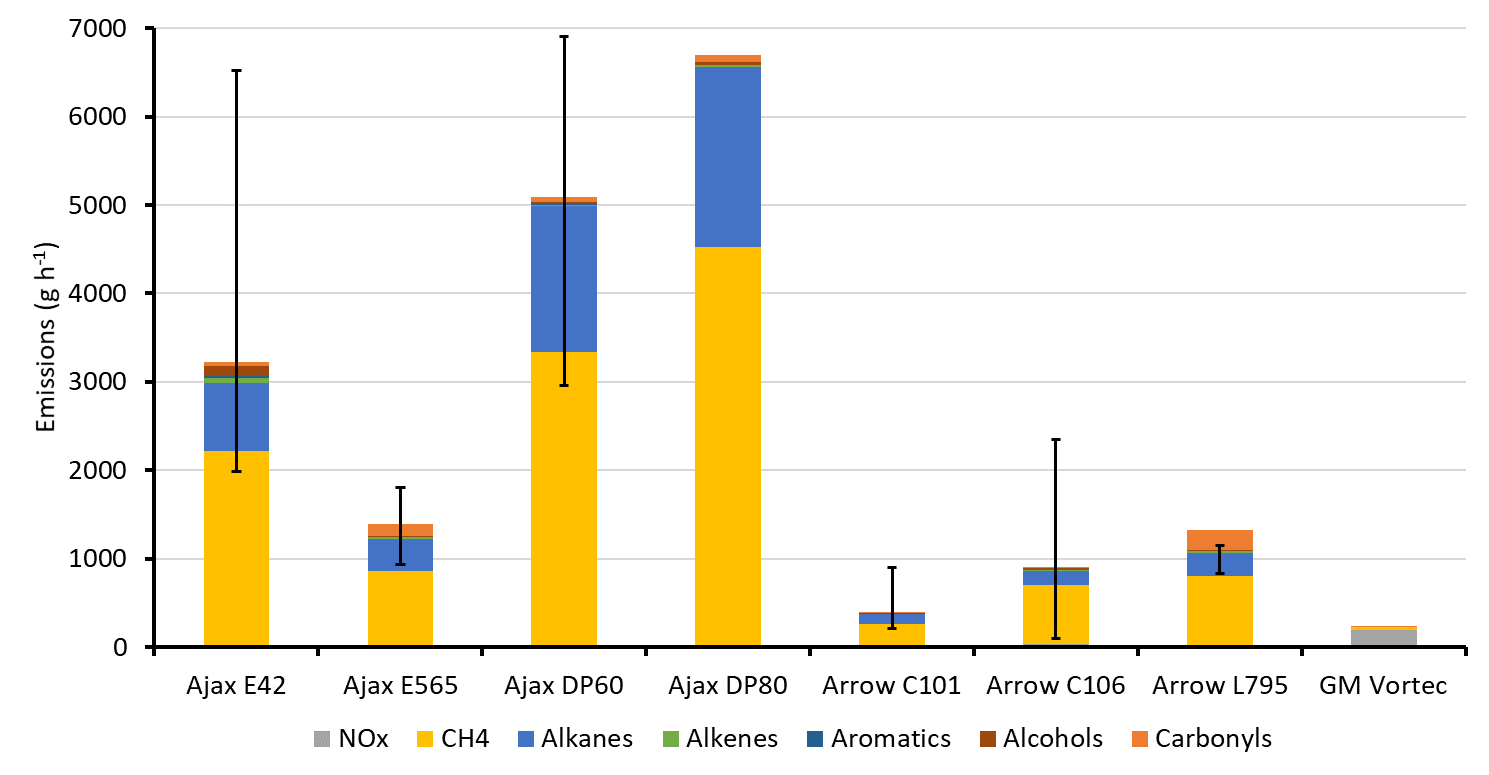 7000
6000
5000
4000
3000
2000
1000
0
Emissions (g h-1)
Ajax E42 Ajax E565 Ajax DP60 Ajax DP80 Arrow C101 Arrow C106 Arrow L795 GM Vortec
NOx CH4 Alkanes Alkenes Aromatics Alcohols Carbonyls